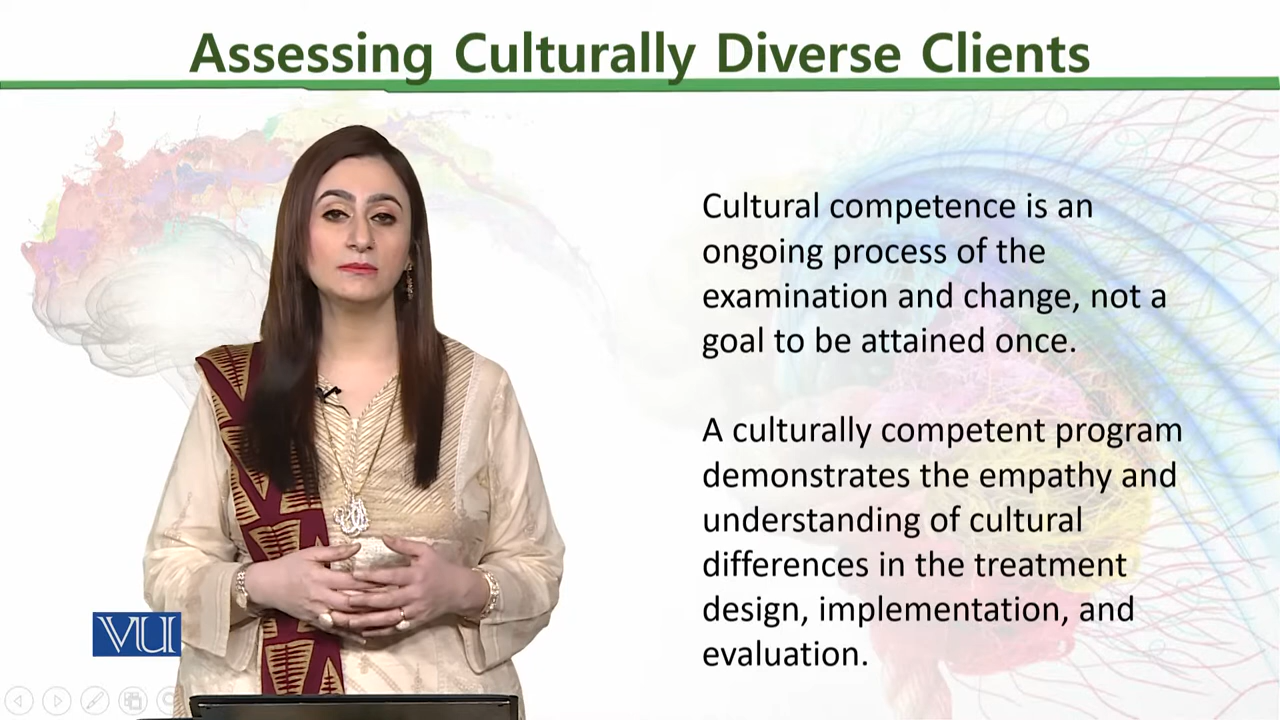 Assessing Culturally Diverse Clients
Cultural competence is an
ongoing process of the
examination and change, not a
goal to be attained once.
A culturally competent program
demonstrates the empathy and
understanding of cultural
differences in the treatment
design, implementation, and
evaluation.
VU